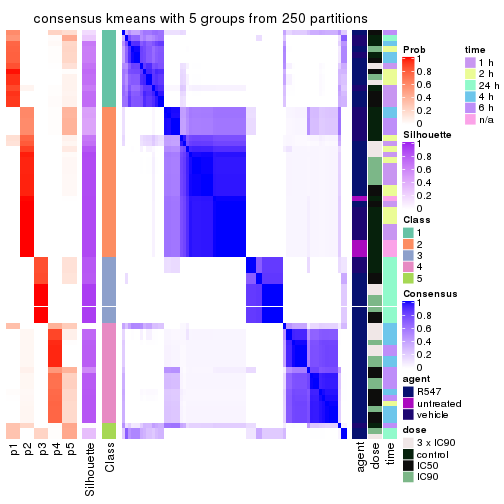 consensus kmeans with 5 groups from 250 partitions
Prob
1
0.8
0.6
0.4
0.2
0
Silhouette
1
0.8
0.6
0.4
0.2
0
Class
1
2
3
4
5
Consensus
1
0.8
0.6
0.4
0.2
0
agent
R547
untreated
vehicle
dose
3 x IC90
control
IC50
IC90
time
1 h
2 h
24 h
4 h
6 h
n/a
p1
p2
p3
p4
p5
Silhouette
Class
agent
dose
time